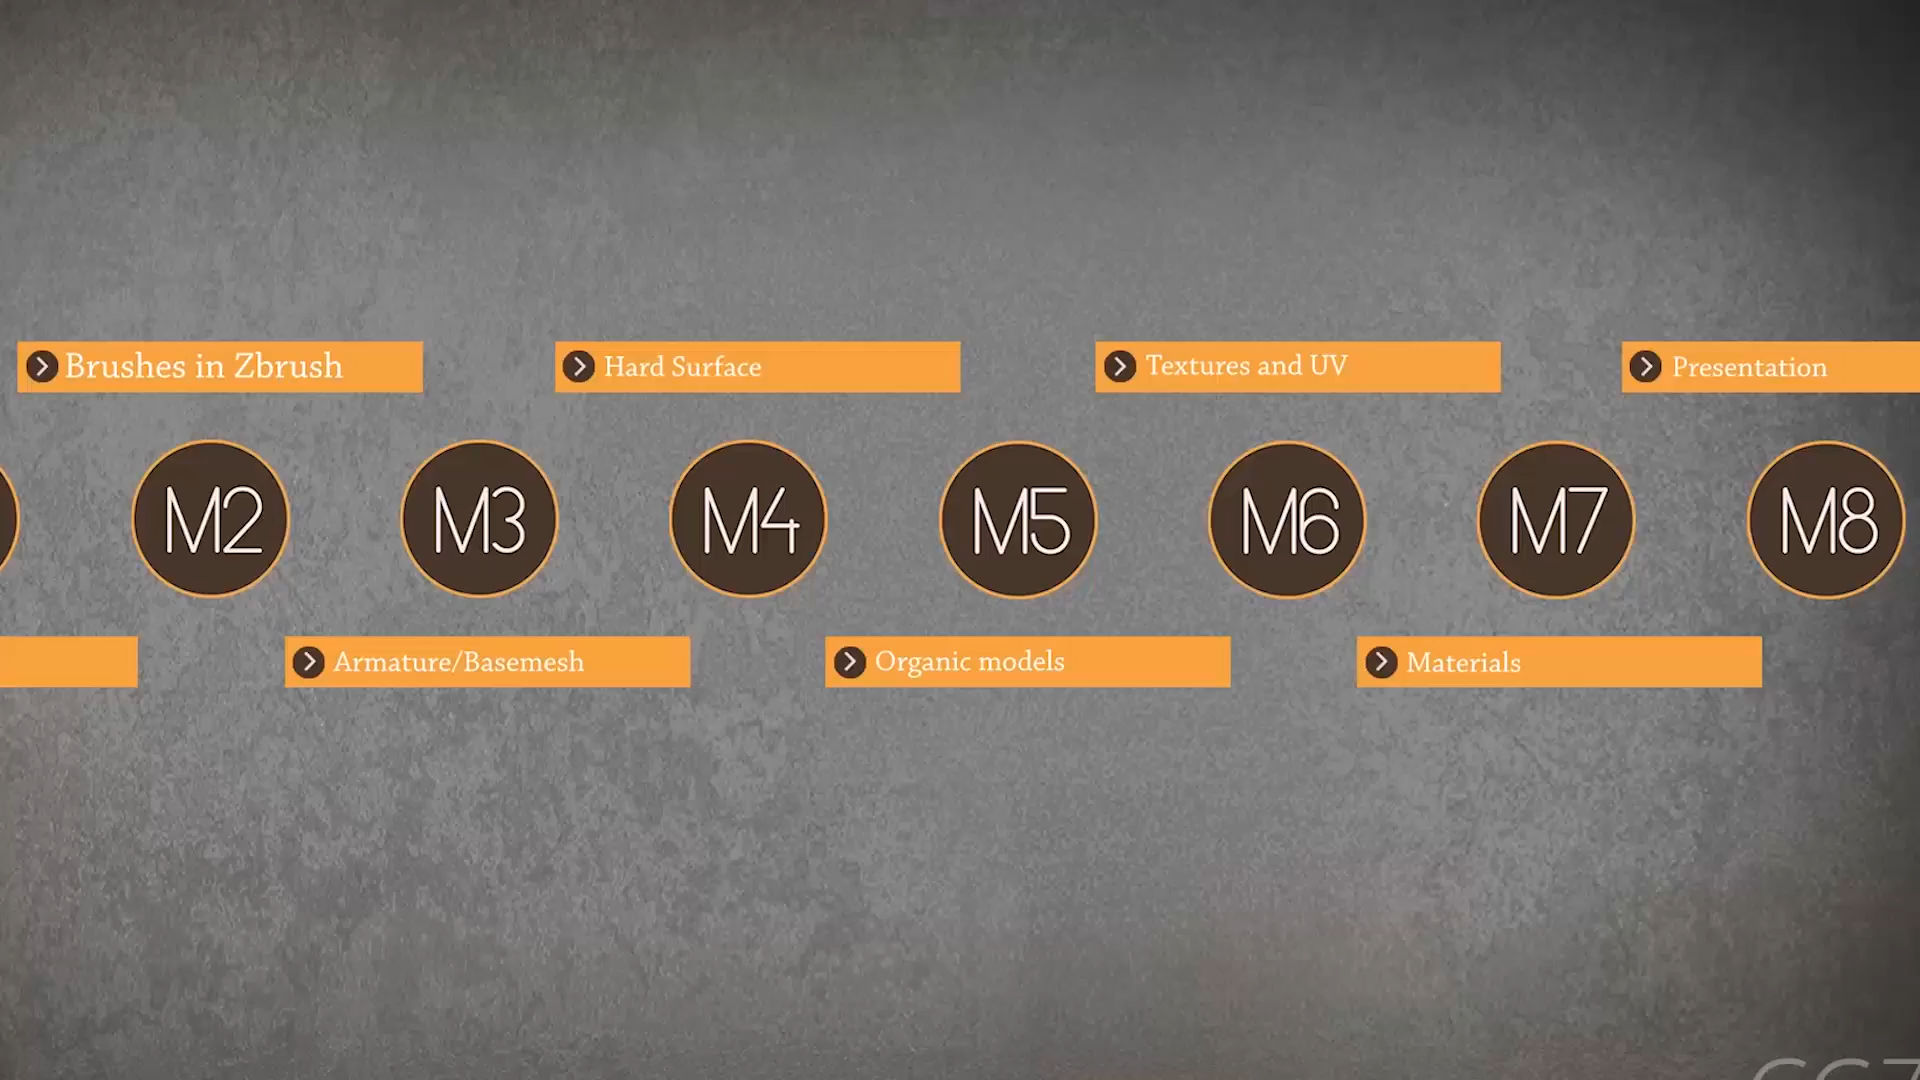 Brushes in Zbrush
Hard Surface
Textures and UV
Presentation
M2
M3
M4
M5
M6
M7
M8
Armature/Basemesh
Organic models
Materials